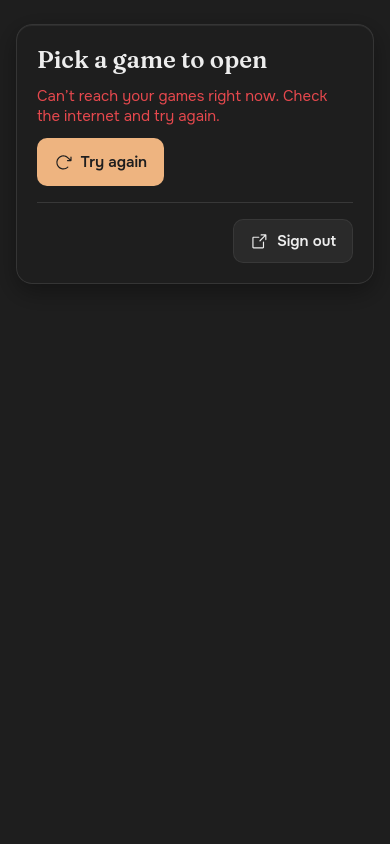 Pick a game to open
Can't reach your games right now. Check
the internet and try again.
Try again
Sign out